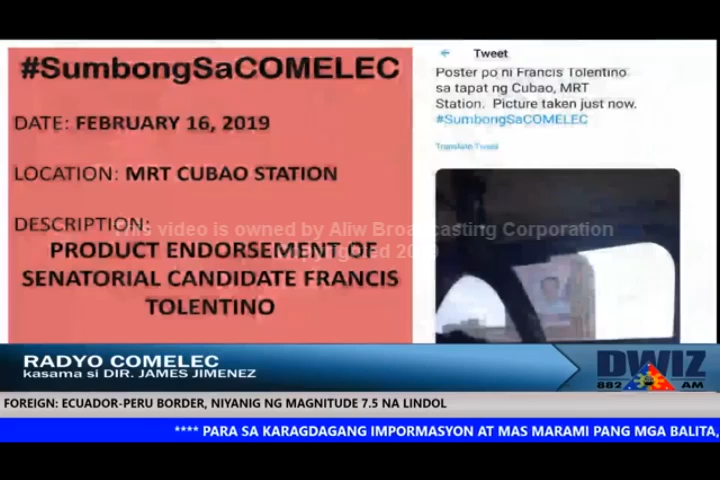 #SumbongSaCOMELEC
DATE: FEBRUARY 16, 2019
LOCATION: MRT CUBAO STATION
DESCRIPTION:
PRODUCT ENDORSEMENT OF
SENATORIAL CANDIDATE FRANCIS
TOLENTINO
Tweet
Poster po ni Francis Tolentino
sa tapat ng Cubao, MRT
Station. Picture taken just now.
#SumbongSaCOMELEC
Translate Tweet
This video is owned by Aliw Broadcasting Corporation
RADYO COMELEC
kasama si DIR. JAMES JIMENEZ
DWIZ
882 AM
FOREIGN: ECUADOR-PERU BORDER, NIYANIG NG MAGNITUDE 7.5 NA LINDOL
**** PARA SA KARAGDAGANG IMPORMASYON AT MAS MARAMI PANG MGA BALITA,